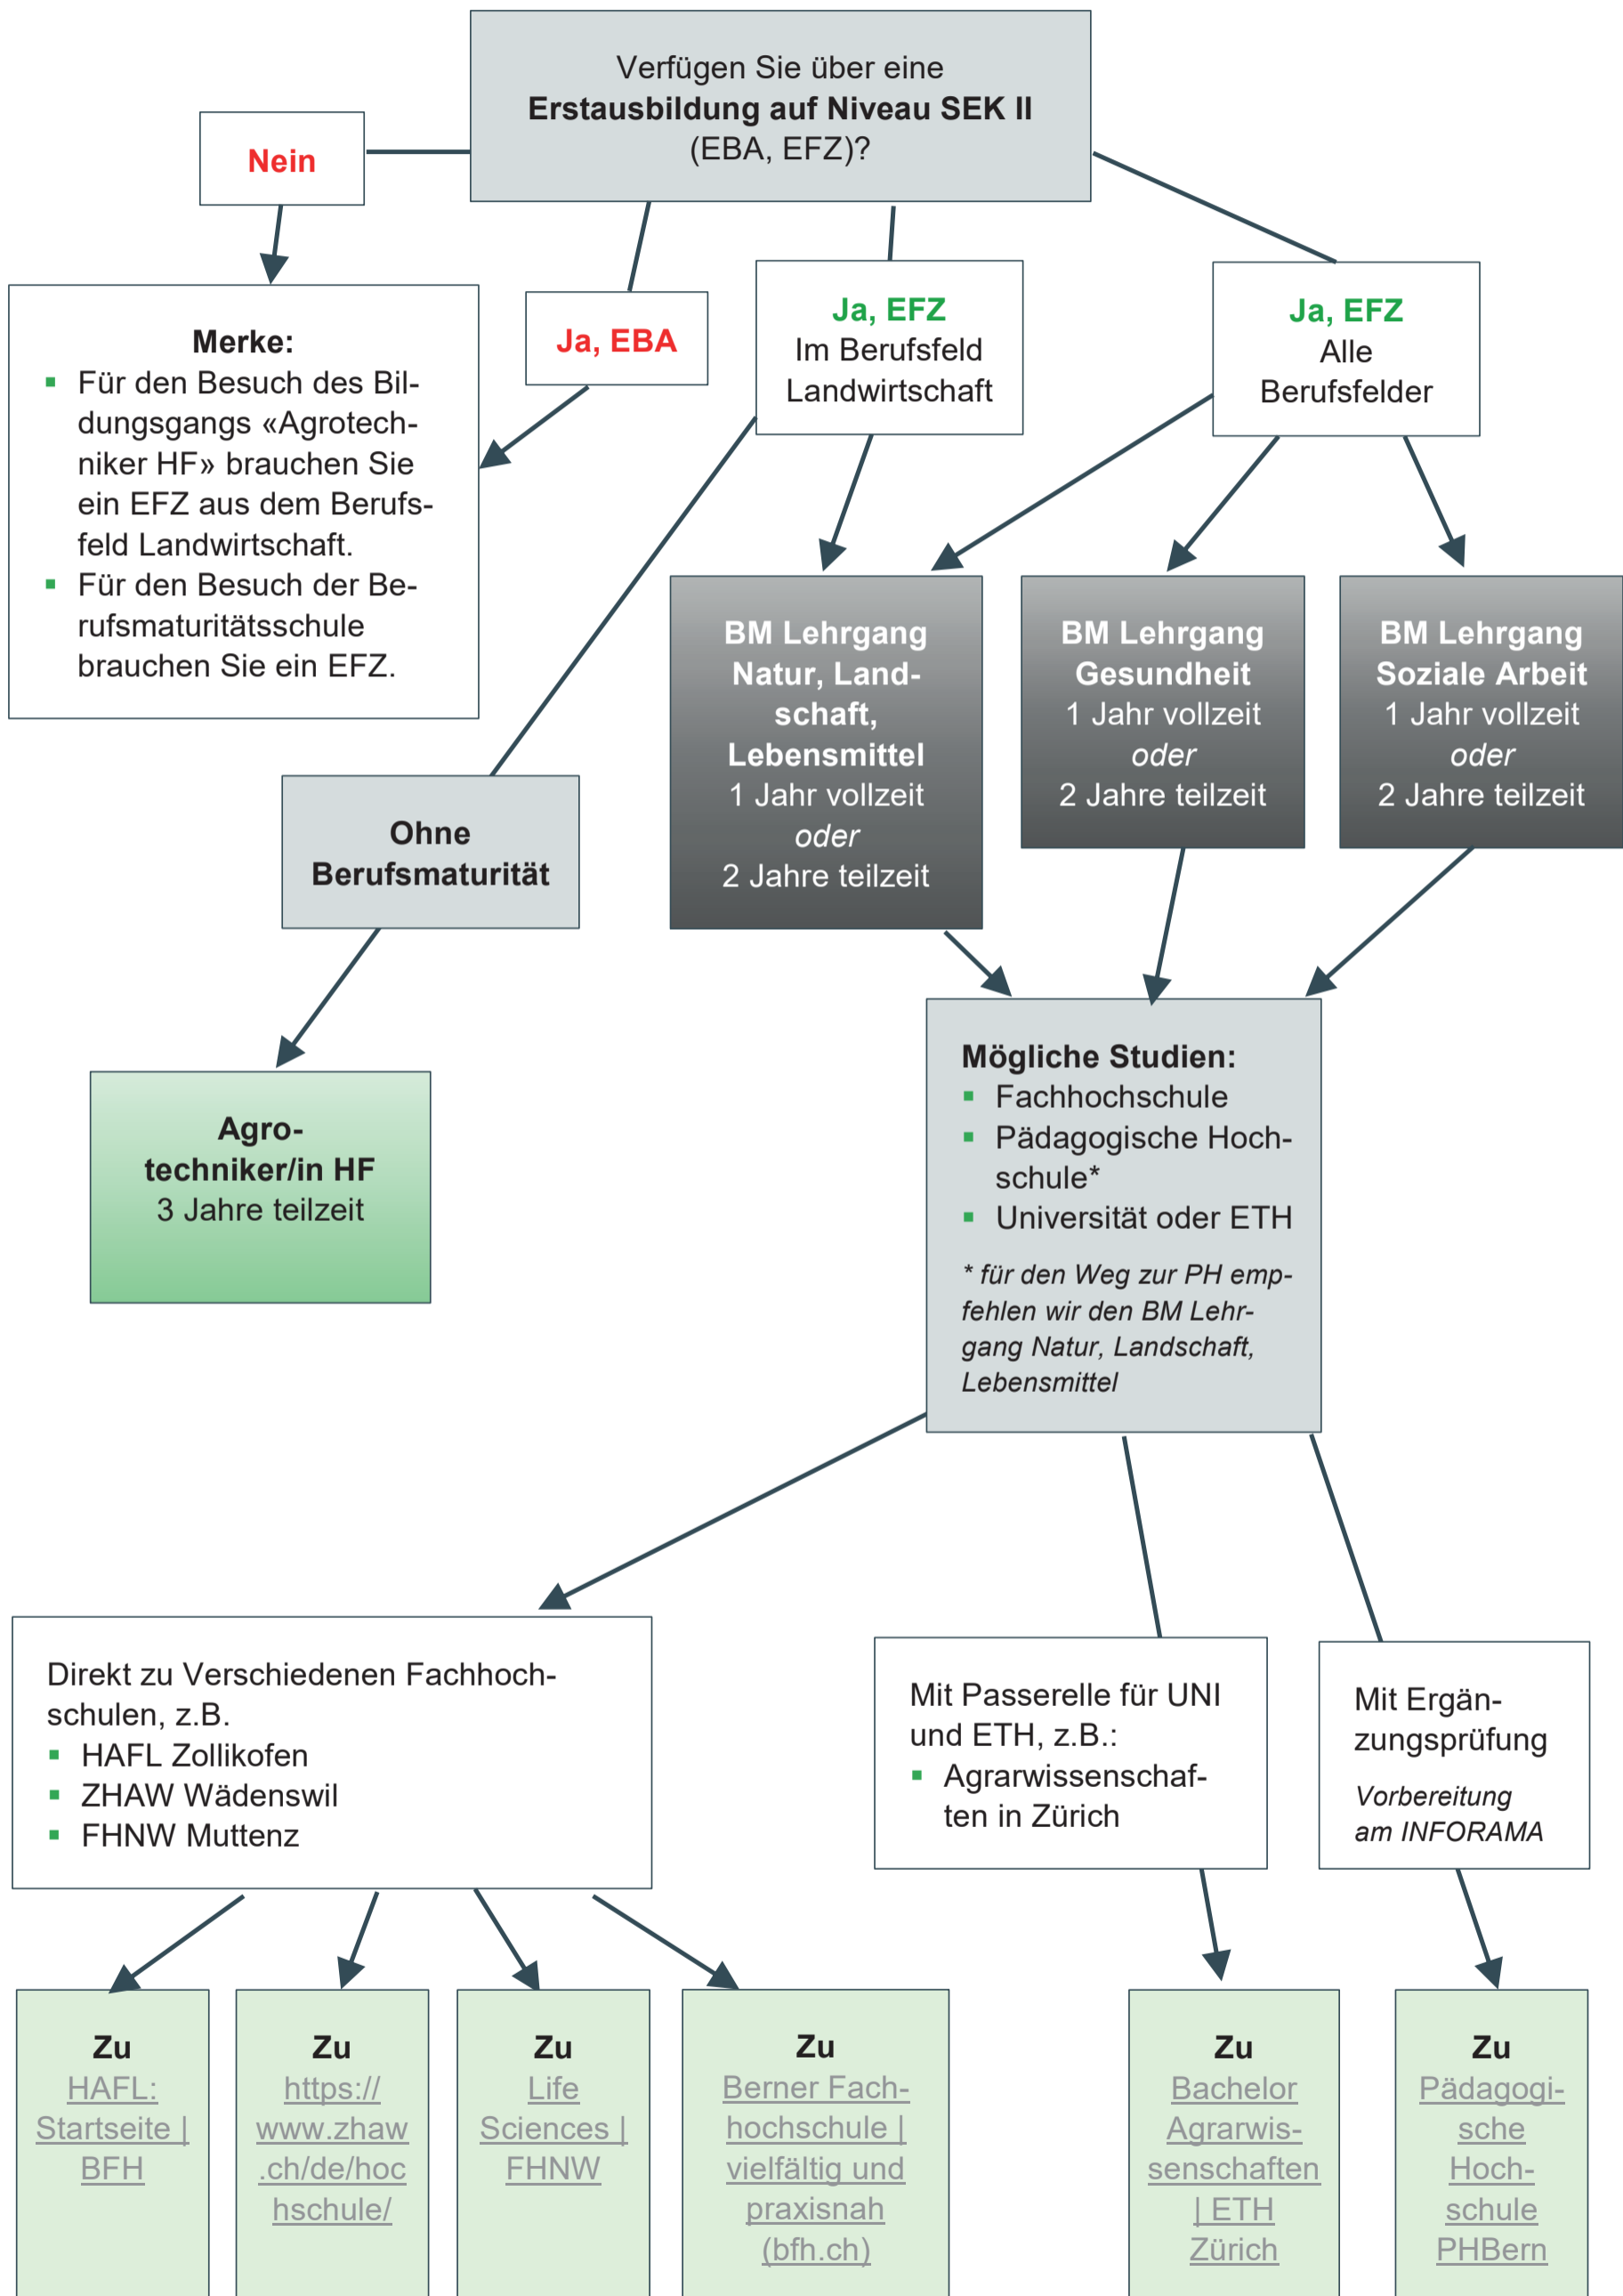 Verfügen Sie über eine
Erstausbildung auf Niveau SEK II
(EBA, EFZ)?
Nein
Merke:
▪ Für den Besuch des Bil-
dungsgangs «Agrotech-
niker HF» brauchen Sie
ein EFZ aus dem Berufs-
feld Landwirtschaft.
▪ Für den Besuch der Be-
rufsmaturitätsschule
brauchen Sie ein EFZ.
Ja, EBA
Ja, EFZ
Im Berufsfeld
Landwirtschaft
Ja, EFZ
Alle
Berufsfelder
BM Lehrgang
Natur, Land-
schaft,
Lebensmittel
1 Jahr vollzeit
oder
2 Jahre teilzeit
BM Lehrgang
Gesundheit
1 Jahr vollzeit
oder
2 Jahre teilzeit
BM Lehrgang
Soziale Arbeit
1 Jahr vollzeit
oder
2 Jahre teilzeit
Ohne
Berufsmaturität
Agro-
techniker/in HF
3 Jahre teilzeit
Mögliche Studien:
▪ Fachhochschule
▪ Pädagogische Hoch-
schule*
▪ Universität oder ETH
* für den Weg zur PH emp-
fehlen wir den BM Lehr-
gang Natur, Landschaft,
Lebensmittel
Direkt zu Verschiedenen Fachhoch-
schulen, z.B.
▪ HAFL Zollikofen
▪ ZHAW Wädenswil
▪ FHNW Muttenz
Mit Passerelle für UNI
und ETH, z.B.:
▪ Agrarwissenschaf-
ten in Zürich
Mit Ergän-
zungsprüfung
Vorbereitung
am INFORAMA
Zu
HAFL:
Startseite |
BFH
Zu
https://
www.zhaw
.ch/de/hoc
hschule/
Zu
Life
Sciences |
FHNW
Zu
Berner Fach-
hochschule |
vielfältig und
praxisnah
(bfh.ch)
Zu
Bachelor
Agrarwis-
senschaften
| ETH
Zürich
Zu
Pädagogi-
sche
Hoch-
schule
PHBern